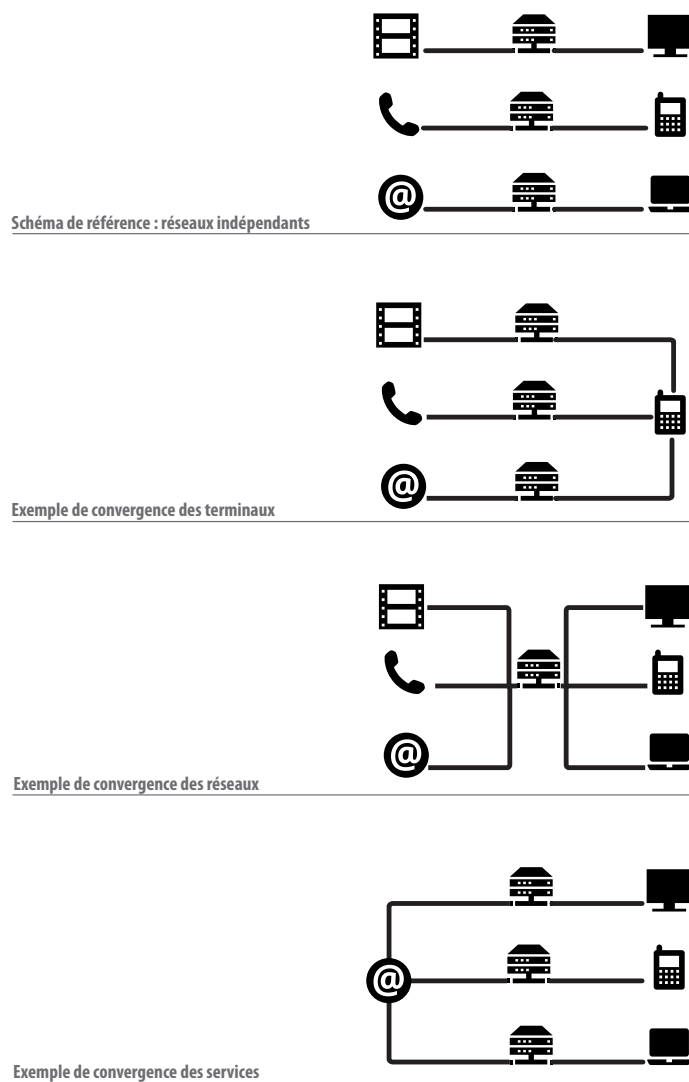 @
Schéma de référence : réseaux indépendants
@
Exemple de convergence des terminaux
@
Exemple de convergence des réseaux
@
Exemple de convergence des services